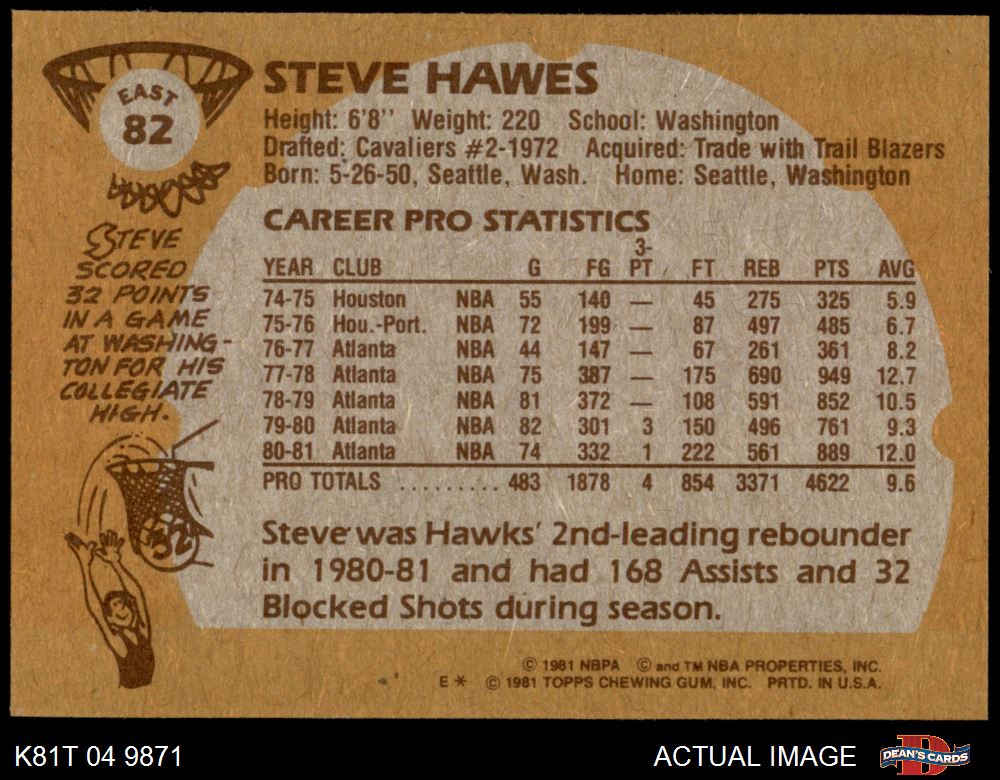 EAST
82
STEVE HAWES
Height: 6'8'' Weight: 220 School: Washington
Drafted: Cavaliers #2-1972 Acquired: Trade with Trail Blazers
Born: 5-26-50, Seattle, Wash. Home: Seattle, Washington
STEVE
SCORED
32 POINTS
IN A GAME
AT WASHING-
TON FOR HIS
COLLEGIATE
HIGH.
32
CAREER PRO STATISTICS
YEAR CLUB G FG 3-PT FT REB PTS AVG
74-75 Houston NBA 55 140 — 45 275 325 5.9
75-76 Hou.-Port. NBA 72 199 — 87 497 485 6.7
76-77 Atlanta NBA 44 147 — 67 261 361 8.2
77-78 Atlanta NBA 75 387 — 175 690 949 12.7
78-79 Atlanta NBA 81 372 — 108 591 852 10.5
79-80 Atlanta NBA 82 301 3 150 496 761 9.3
80-81 Atlanta NBA 74 332 1 222 561 889 12.0
PRO TOTALS ......... 483 1878 4 854 3371 4622 9.6
Steve was Hawks' 2nd-leading rebounder
in 1980-81 and had 168 Assists and 32
Blocked Shots during season.
© 1981 NBPA © and TM NBA PROPERTIES, INC.
E * © 1981 TOPPS CHEWING GUM, INC. PRTD. IN U.S.A.
K81T 04 9871
ACTUAL IMAGE
D
DEAN'S CARDS